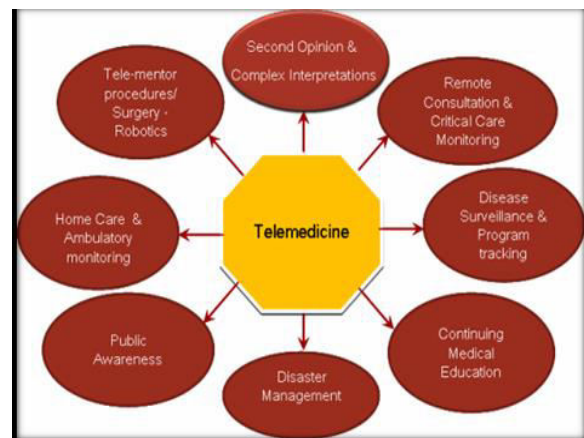 Second Opinion &
Complex Interpretations
Tele-mentor
procedures/
Surgery -
Robotics
Remote
Consultation &
Critical Care
Monitoring
Home Care &
Ambulatory
monitoring
Telemedicine
Disease
Surveillance &
Program
tracking
Public
Awareness
Disaster
Management
Continuing
Medical
Education